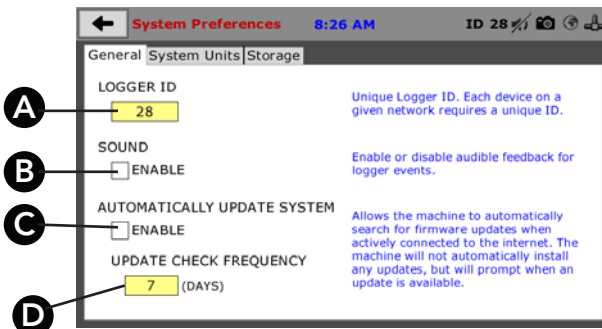 System Preferences 8:26 AM ID 28
General System Units Storage
LOGGER ID
A 28
Unique Logger ID. Each device on a
given network requires a unique ID.
SOUND
B ENABLE
Enable or disable audible feedback for
logger events.
AUTOMATICALLY UPDATE SYSTEM
C ENABLE
Allows the machine to automatically
search for firmware updates when
actively connected to the internet. The
machine will not automatically install
any updates, but will prompt when an
update is available.
UPDATE CHECK FREQUENCY
D 7 (DAYS)